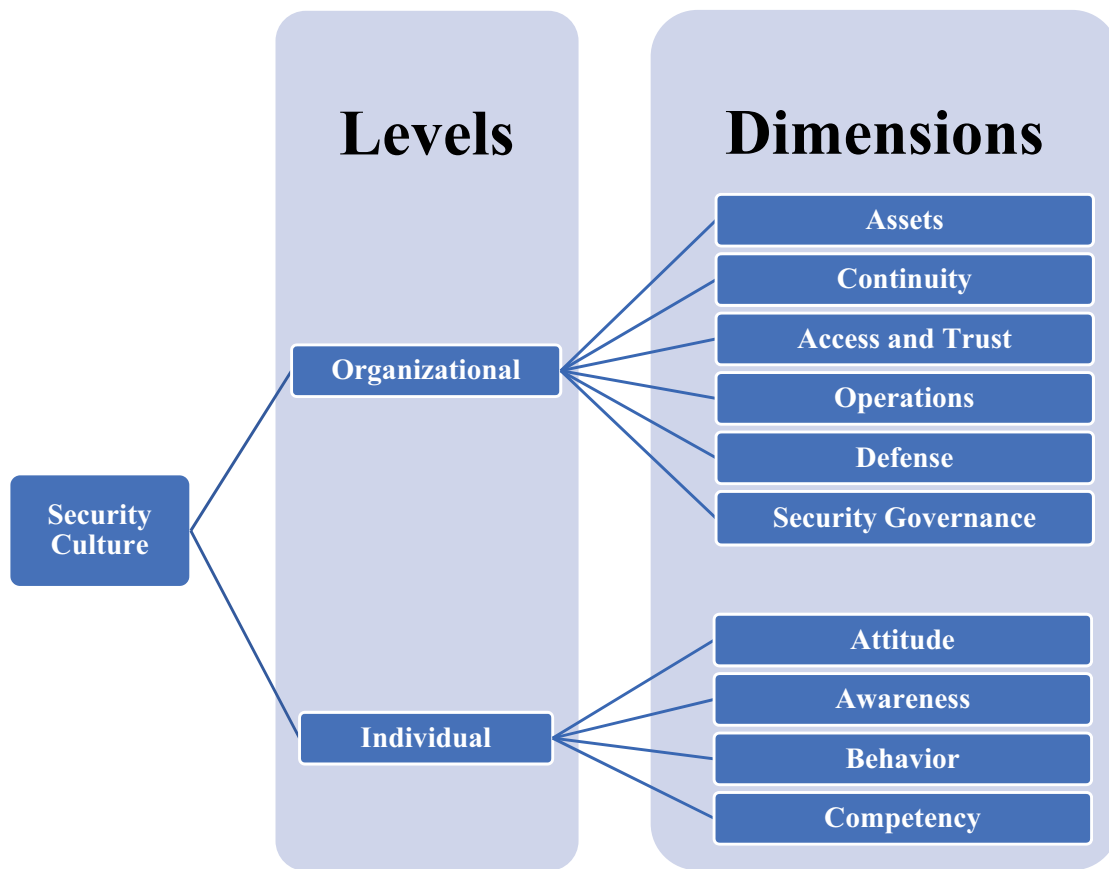 Levels
Dimensions
Assets
Continuity
Access and Trust
Organizational
Operations
Defense
Security Governance
Security
Culture
Attitude
Awareness
Individual
Behavior
Competency